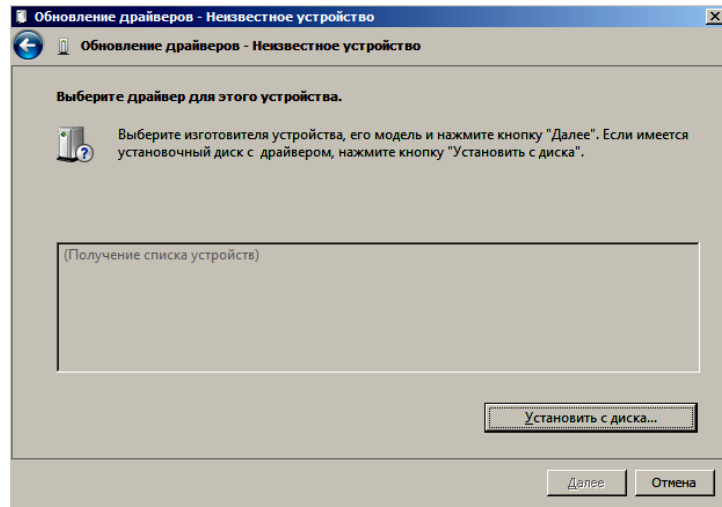 Обновление драйверов - Неизвестное устройство
Обновление драйверов - Неизвестное устройство
Выберите драйвер для этого устройства.
Выберите изготовителя устройства, его модель и нажмите кнопку "Далее". Если имеется
установочный диск с драйвером, нажмите кнопку "Установить с диска".
(Получение списка устройств)
Установить с диска...
Далее
Отмена